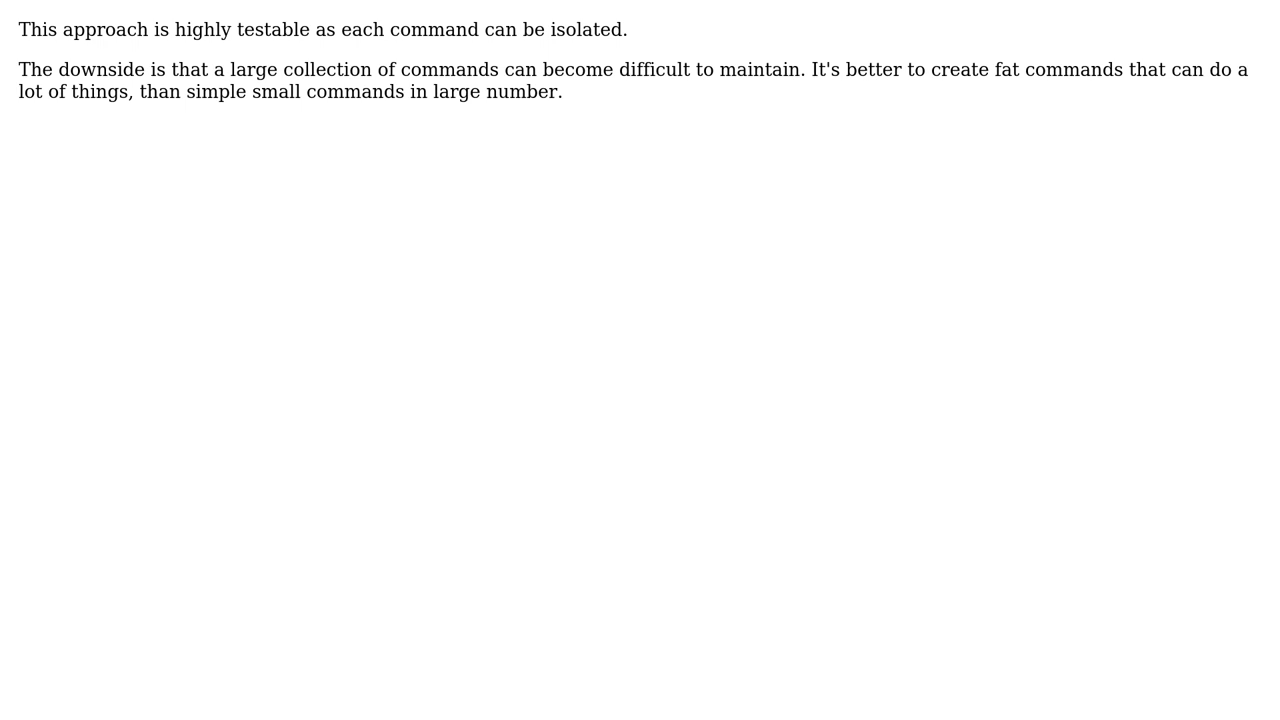 This approach is highly testable as each command can be isolated.
The downside is that a large collection of commands can become difficult to maintain. It's better to create fat commands that can do a
lot of things, than simple small commands in large number.